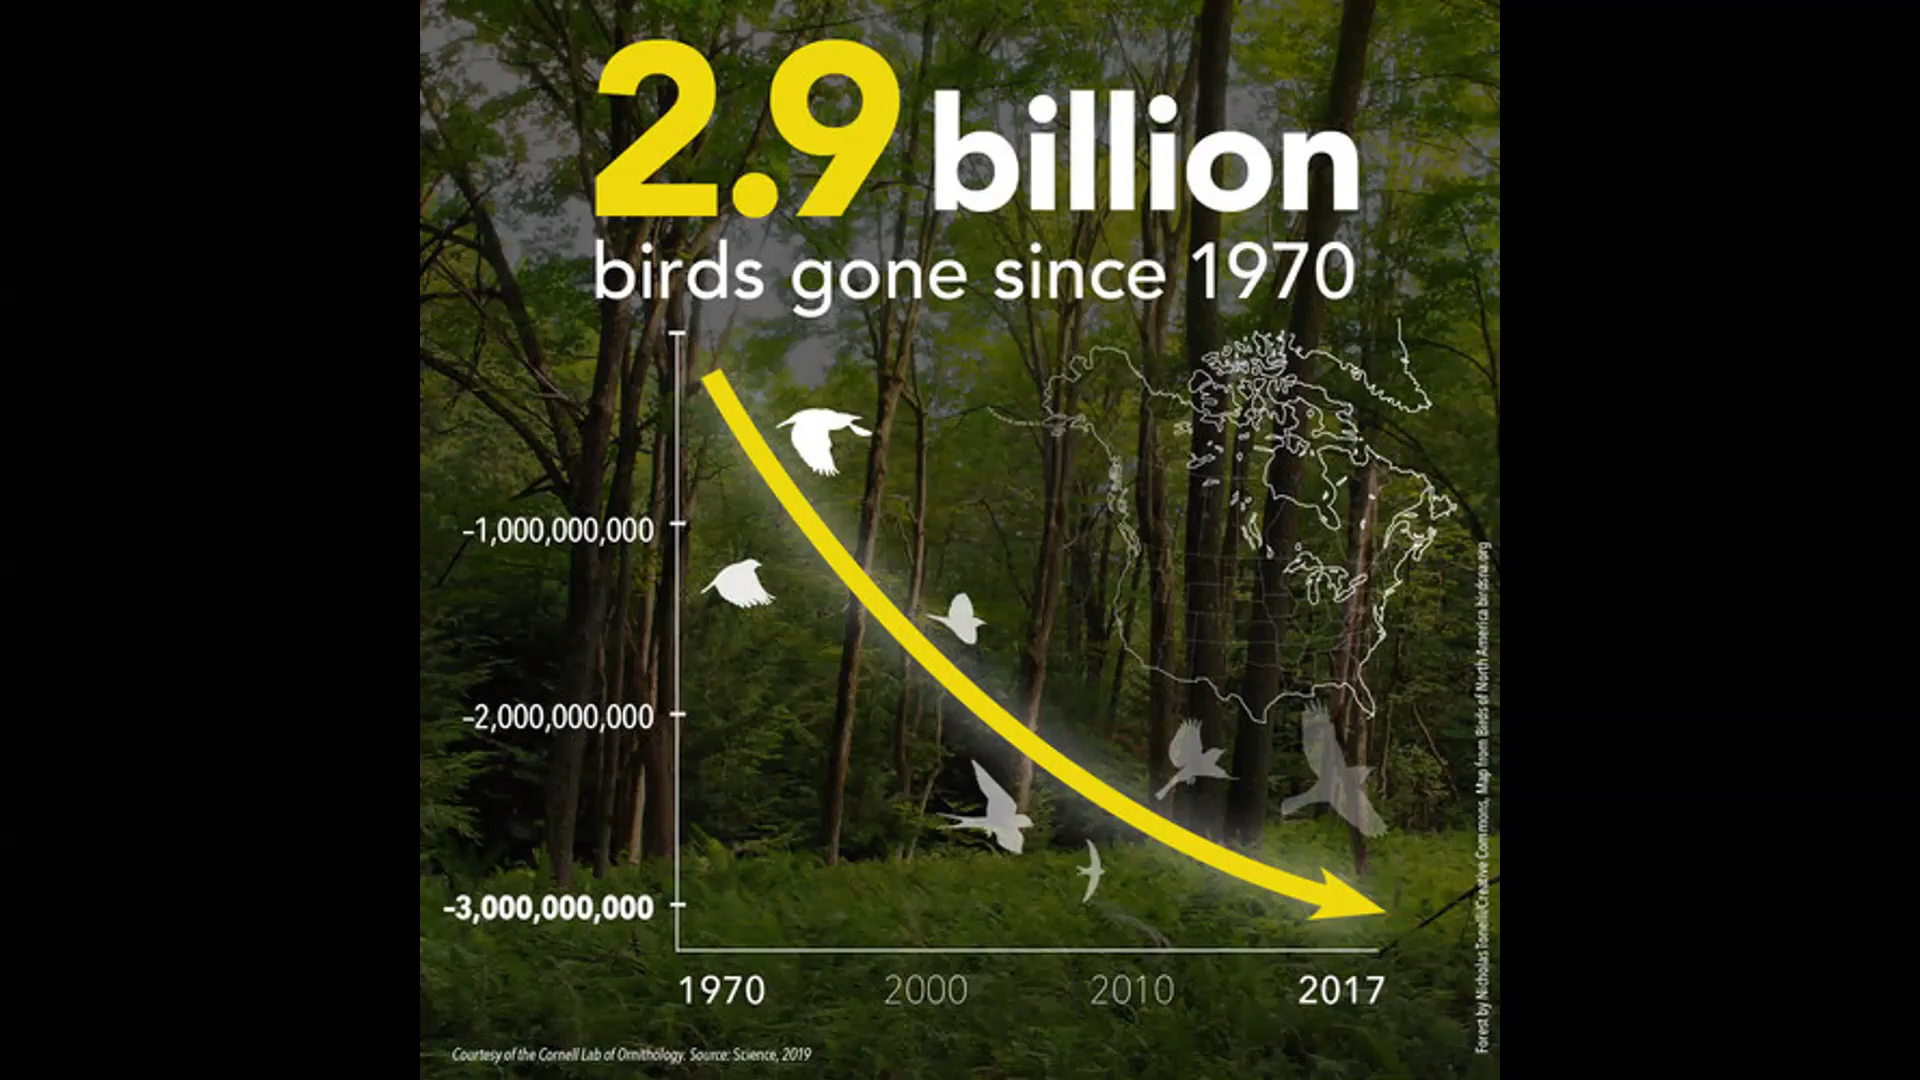 2.9 billion
birds gone since 1970
-1,000,000,000
-2,000,000,000
-3,000,000,000
1970 2000 2010 2017
Courtesy of the Cornell Lab of Ornithology. Source: Science, 2019
Forest by Nicholas Tonelli/Creative Commons, Map from Birds of North America birdsna.org